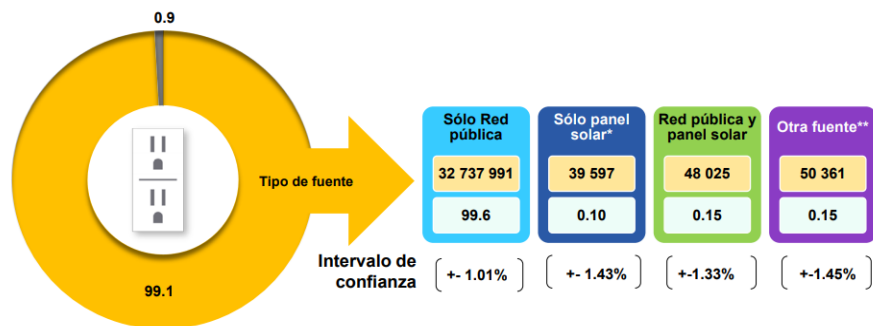 0.9
99.1
Tipo de fuente
Sólo Red
pública
32 737 991
99.6
Sólo panel
solar*
39 597
0.10
Red pública y
panel solar
48 025
0.15
Otra fuente**
50 361
0.15
Intervalo de
confianza
+- 1.01%
+- 1.43%
+-1.33%
+-1.45%